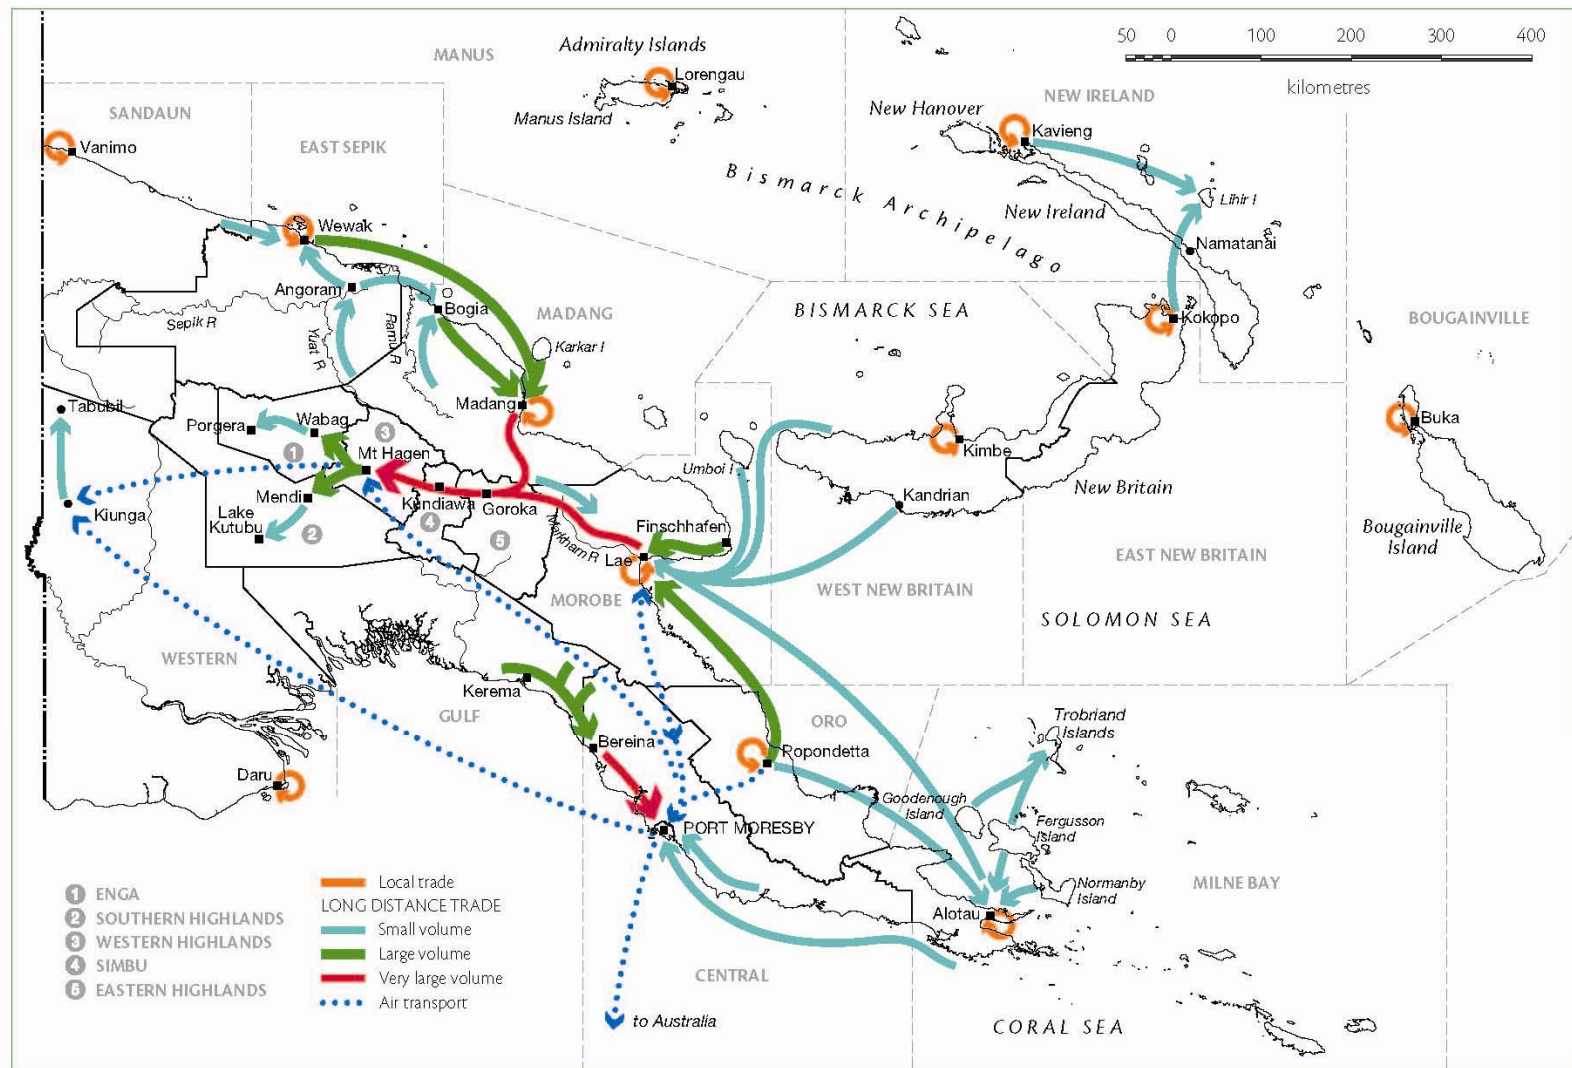 MANUS
Admiralty Islands
Lorengau
Manus Island
50 0 100 200 300 400
kilometres
SANDAUN
Vanimo
EAST SEPIK
New Hanover
NEW IRELAND
Kavieng
Bismarck Archipelago
New Ireland
Lihir I
Namatanai
Wewak
Angoram
Sepik R
Yuat R
Ramu R
Bogia
MADANG
Karkar I
BISMARCK SEA
Kokopo
BOUGAINVILLE
Tabubil
Porgera
Wabag
3
1
Mt Hagen
Madang
Kimbe
Buka
Umboi I
Mendi
Kundiawa
Goroka
Kandrian
New Britain
Kiunga
Lake
Kutubu
2
4
5
Markham R
Finschhafen
Lae
Bougainville
Island
EAST NEW BRITAIN
WEST NEW BRITAIN
MOROBE
SOLOMON SEA
WESTERN
Kerema
GULF
Bereina
ORO
Popondetta
Trobriand
Islands
Daru
PORT MORESBY
Goodenough
Island
Fergusson
Island
Normanby
Island
MILNE BAY
Alotau
CENTRAL
to Australia
CORAL SEA
1 ENGA
2 SOUTHERN HIGHLANDS
3 WESTERN HIGHLANDS
4 SIMBU
5 EASTERN HIGHLANDS
Local trade
LONG DISTANCE TRADE
Small volume
Large volume
Very large volume
Air transport